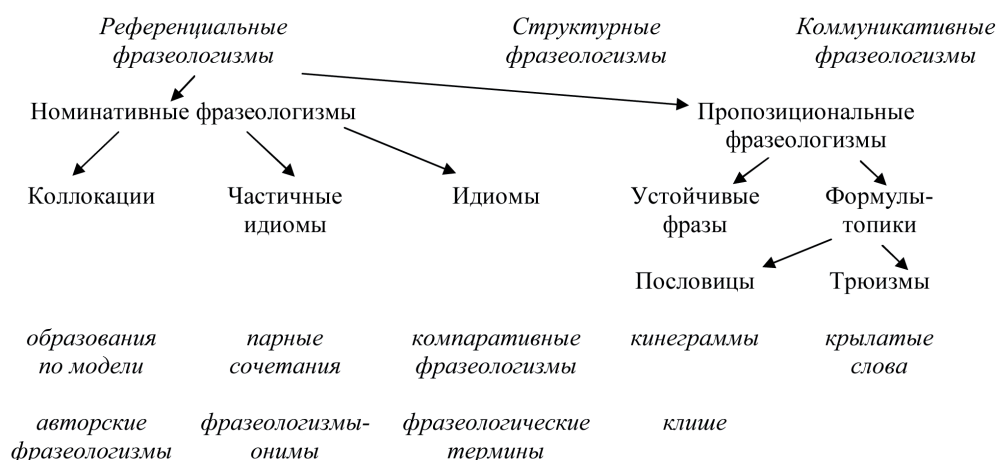 Референциальные Структурные Коммуникативные
фразеологизмы фразеологизмы фразеологизмы
Номинативные фразеологизмы Пропозициональные
фразеологизмы
Коллокации Частичные Идиомы Устойчивые Формулы-
идиомы фразы топики
Пословицы Трюизмы
образования парные компаративные кинеграммы крылатые
по модели сочетания фразеологизмы слова
авторские фразеологизмы- фразеологические клише
фразеологизмы онимы термины